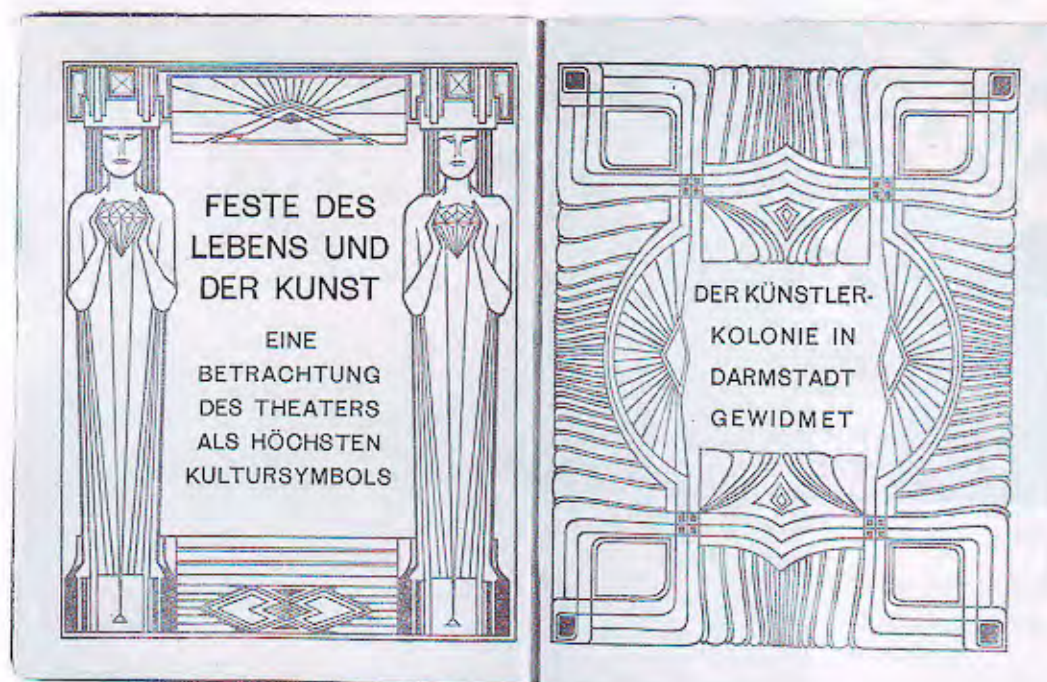 FESTE DES
LEBENS UND
DER KUNST
EINE
BETRACHTUNG
DES THEATERS
ALS HÖCHSTEN
KULTURSYMBOLS
DER KÜNSTLER-
KOLONIE IN
DARMSTADT
GEWIDMET